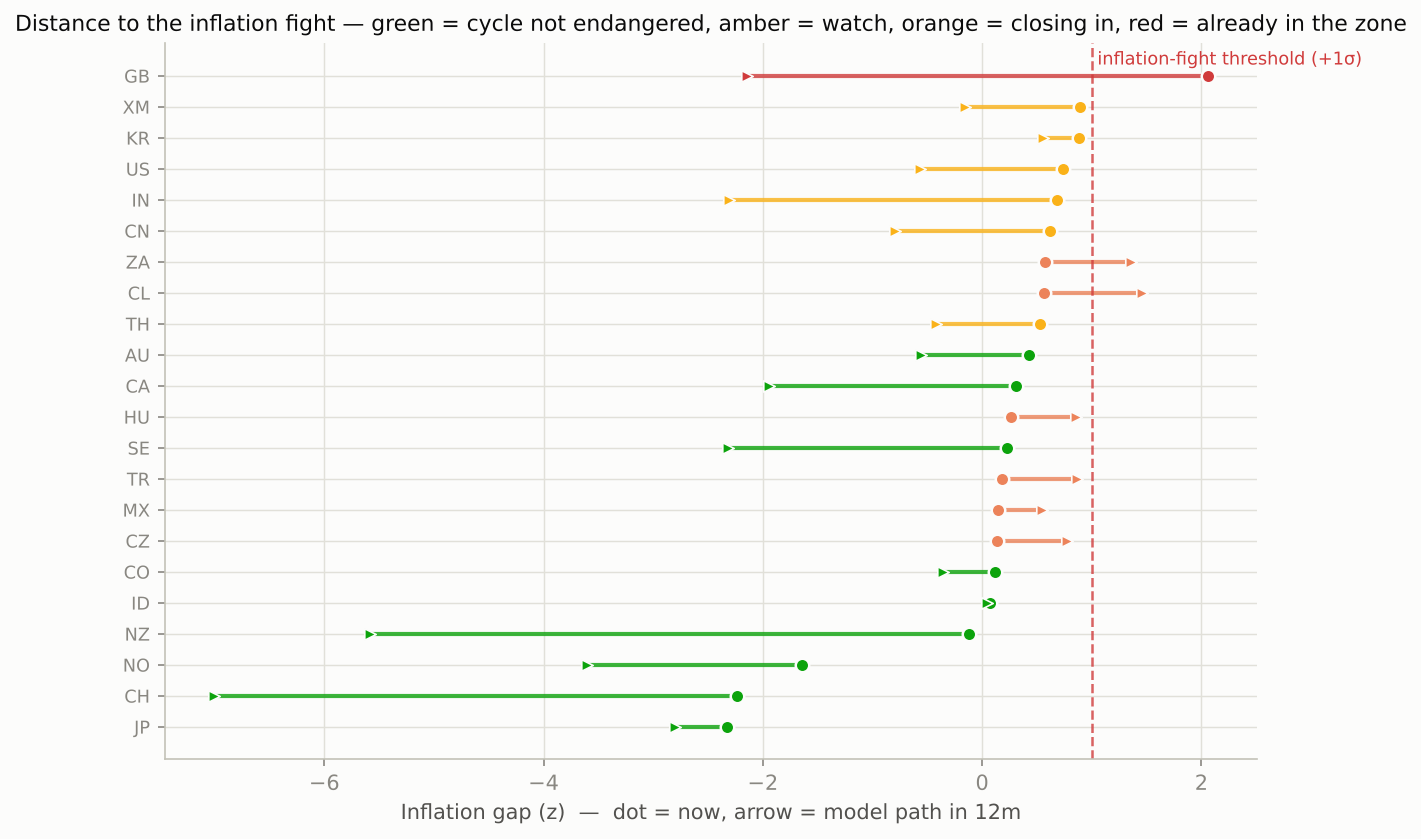 Distance to the inflation fight — green = cycle not endangered, amber = watch, orange = closing in, red = already in the zone
inflation-fight threshold (+1σ)
GB
XM
KR
US
IN
CN
ZA
CL
TH
AU
CA
HU
SE
TR
MX
CZ
CO
ID
NZ
NO
CH
JP
−6 −4 −2 0 2
Inflation gap (z) — dot = now, arrow = model path in 12m